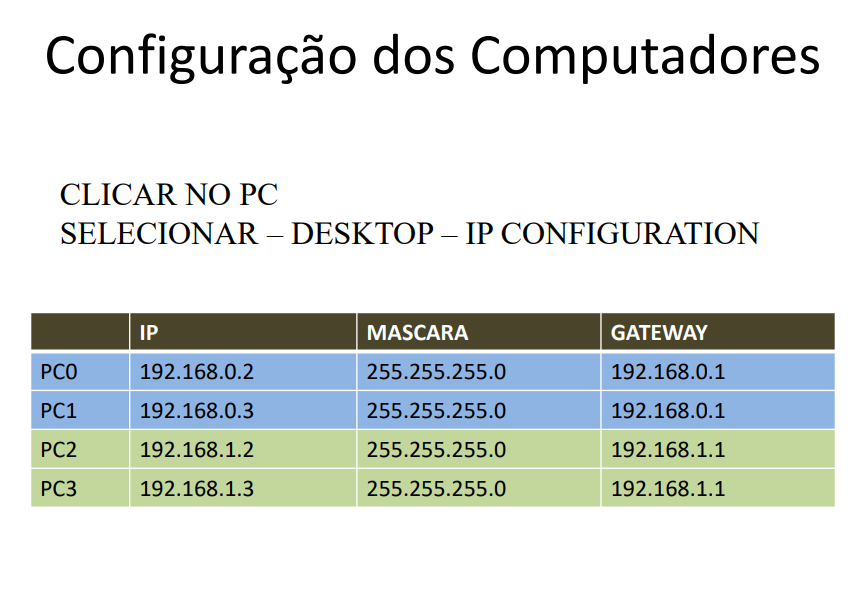 Configuração dos Computadores
CLICAR NO PC
SELECIONAR – DESKTOP – IP CONFIGURATION
IP MASCARA GATEWAY
PC0 192.168.0.2 255.255.255.0 192.168.0.1
PC1 192.168.0.3 255.255.255.0 192.168.0.1
PC2 192.168.1.2 255.255.255.0 192.168.1.1
PC3 192.168.1.3 255.255.255.0 192.168.1.1